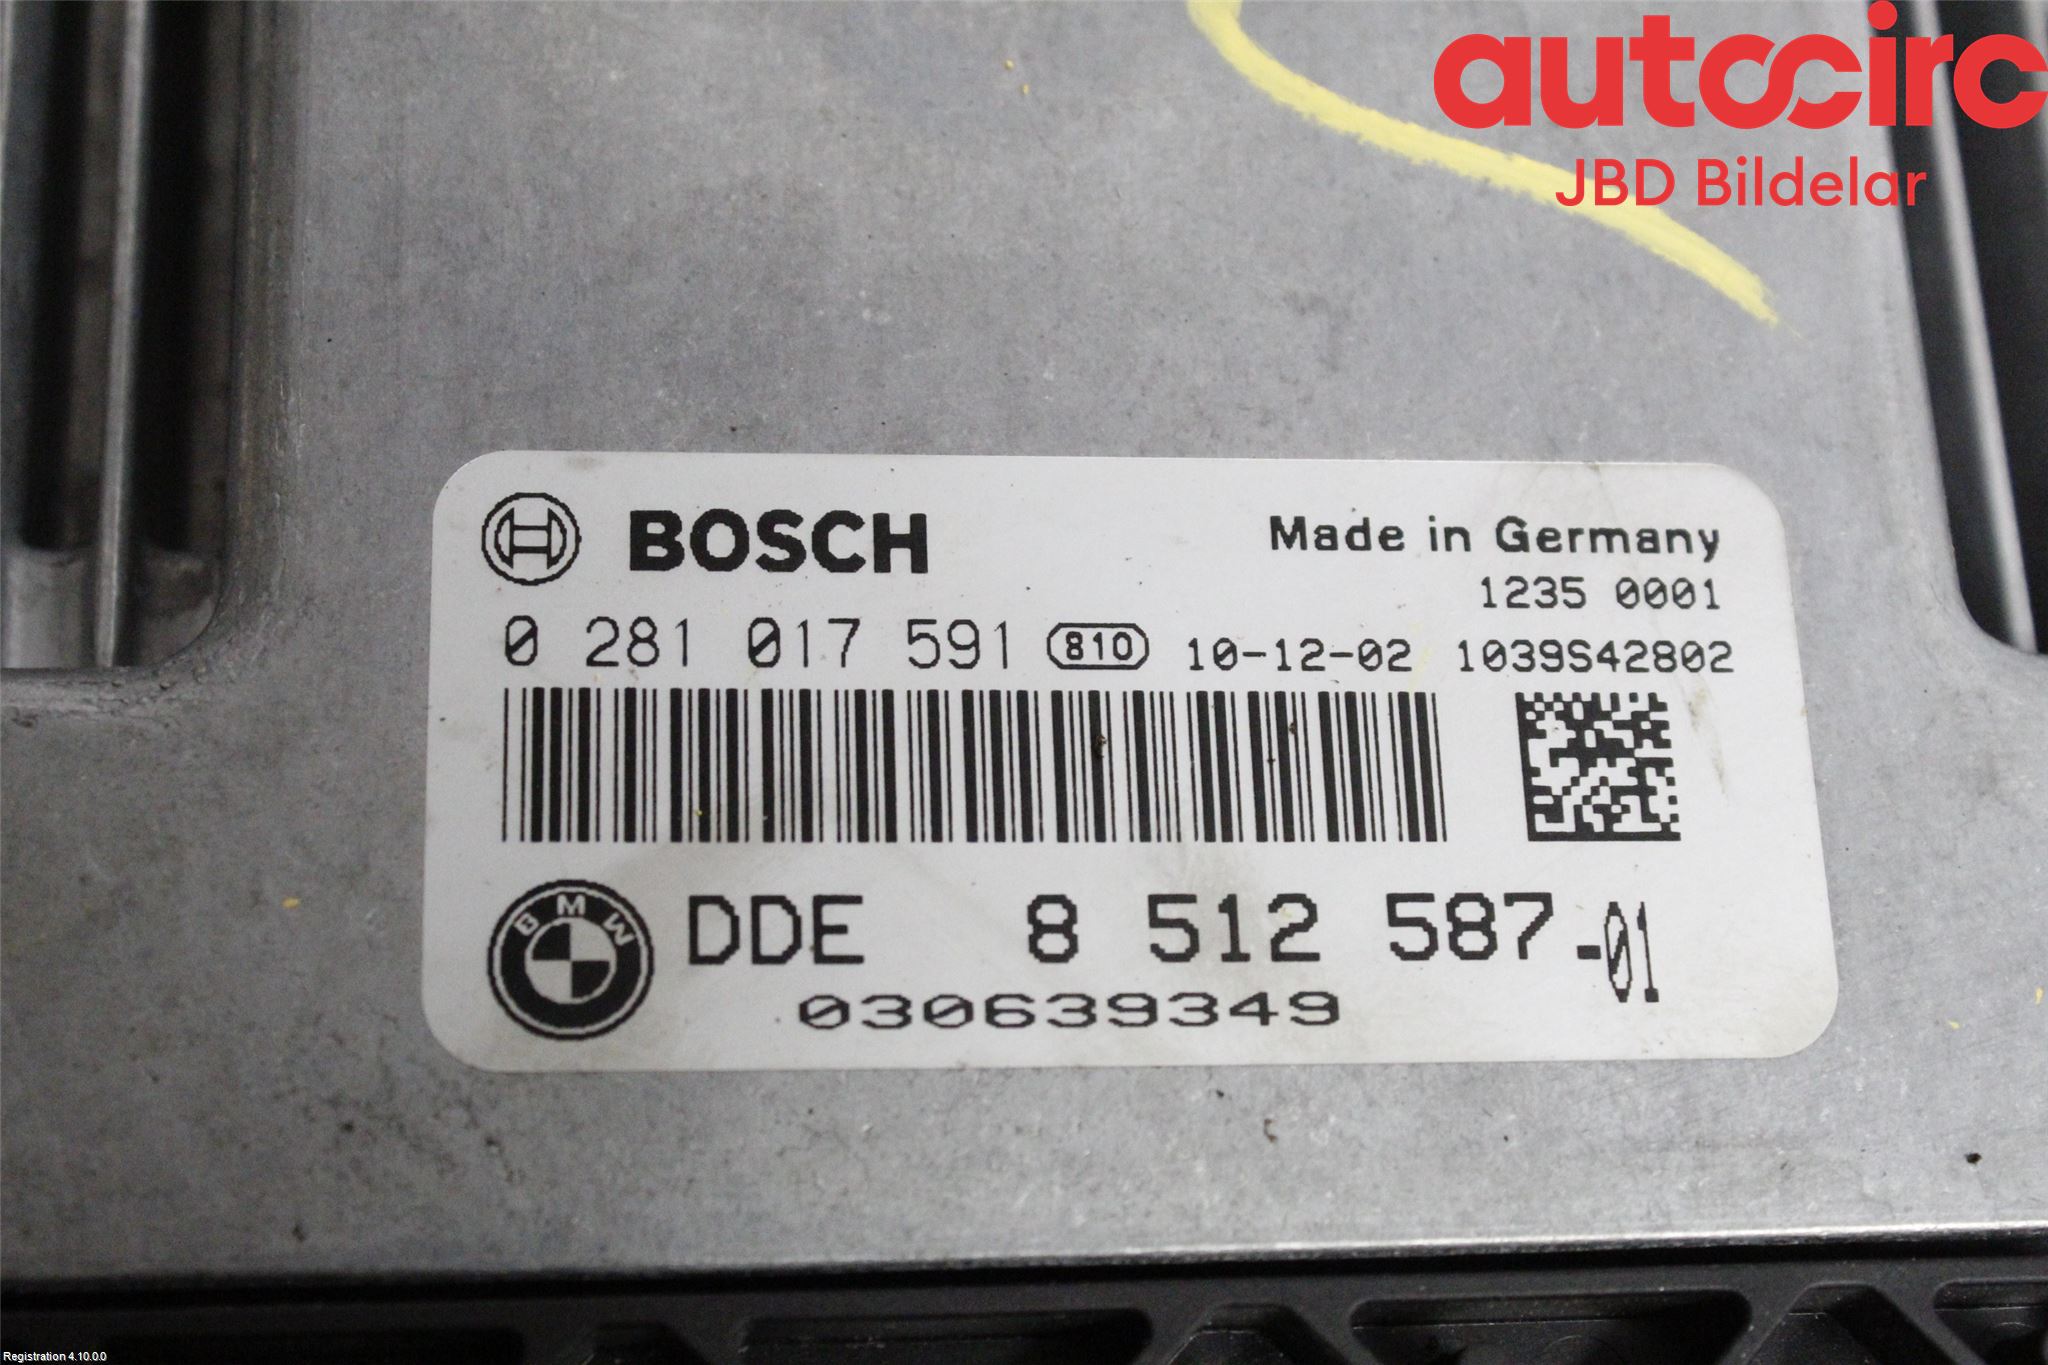 autocirc
JBD Bildelar
BOSCH
Made in Germany
1235 0001
0 281 017 591 810 10-12-02 1039S42802
BMW
DDE 8 512 587-01
030639349
Registration 4.10.0.0